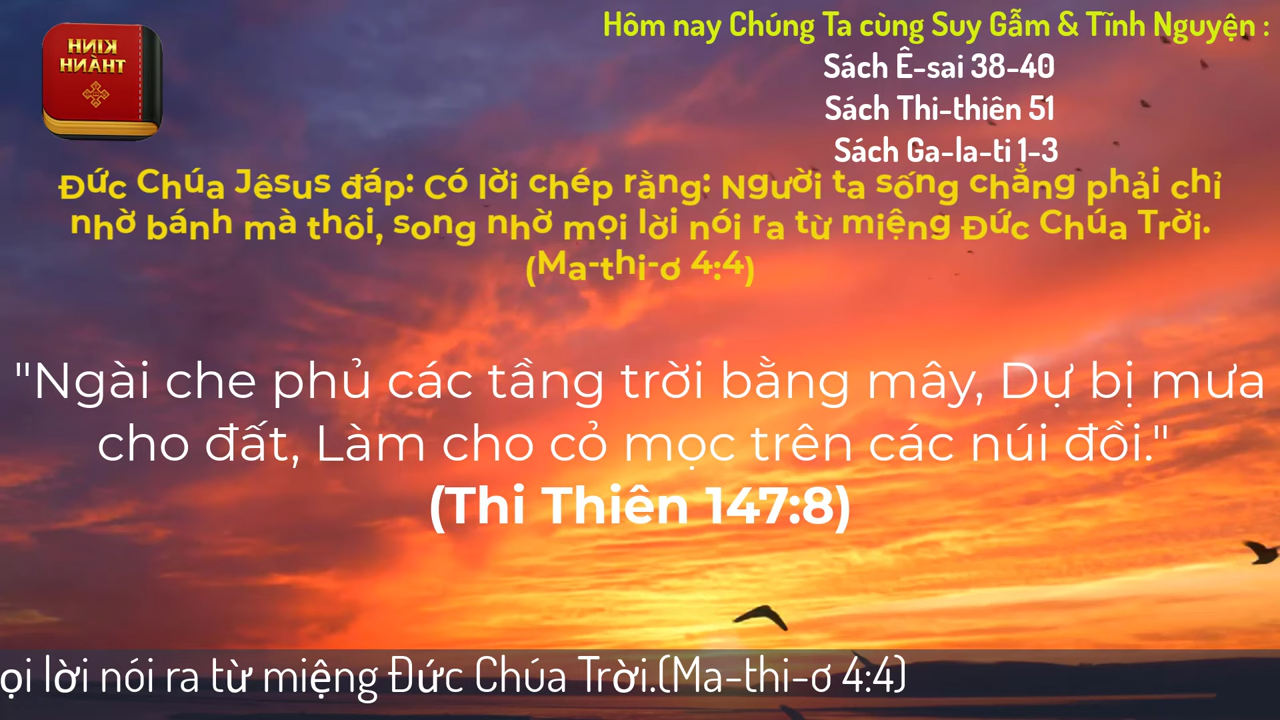 KINH
THÁNH
Hôm nay Chúng Ta cùng Suy Gẫm & Tĩnh Nguyện :
Sách Ê-sai 38-40
Sách Thi-thiên 51
Sách Ga-la-ti 1-3
Đức Chúa Jêsus đáp: Có lời chép rằng: Người ta sống chẳng phải chỉ
nhờ bánh mà thôi, song nhờ mọi lời nói ra từ miệng Đức Chúa Trời.
(Ma-thi-ơ 4:4)
"Ngài che phủ các tầng trời bằng mây, Dự bị mưa
cho đất, Làm cho cỏ mọc trên các núi đồi."
(Thi Thiên 147:8)
ọi lời nói ra từ miệng Đức Chúa Trời.(Ma-thi-ơ 4:4)